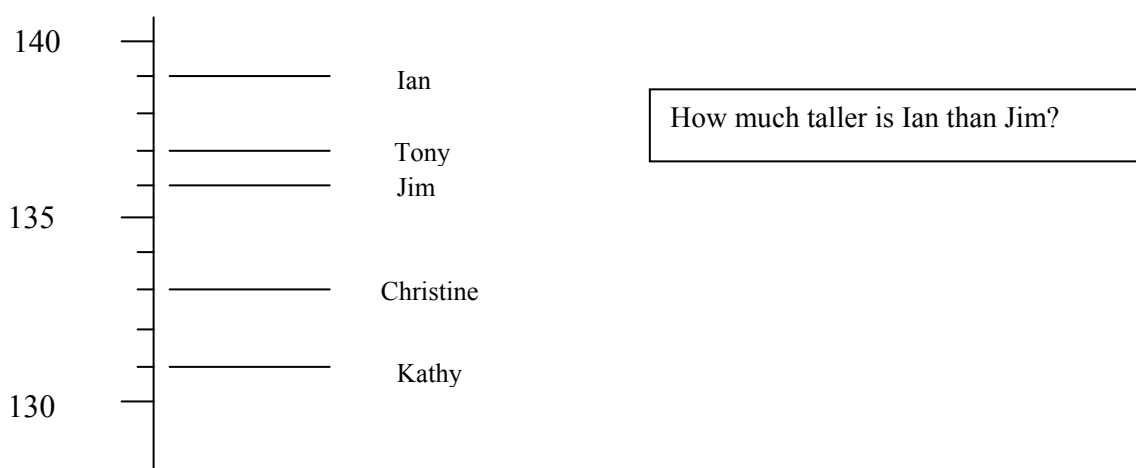 140
Ian
How much taller is Ian than Jim?
Tony
Jim
135
Christine
Kathy
130